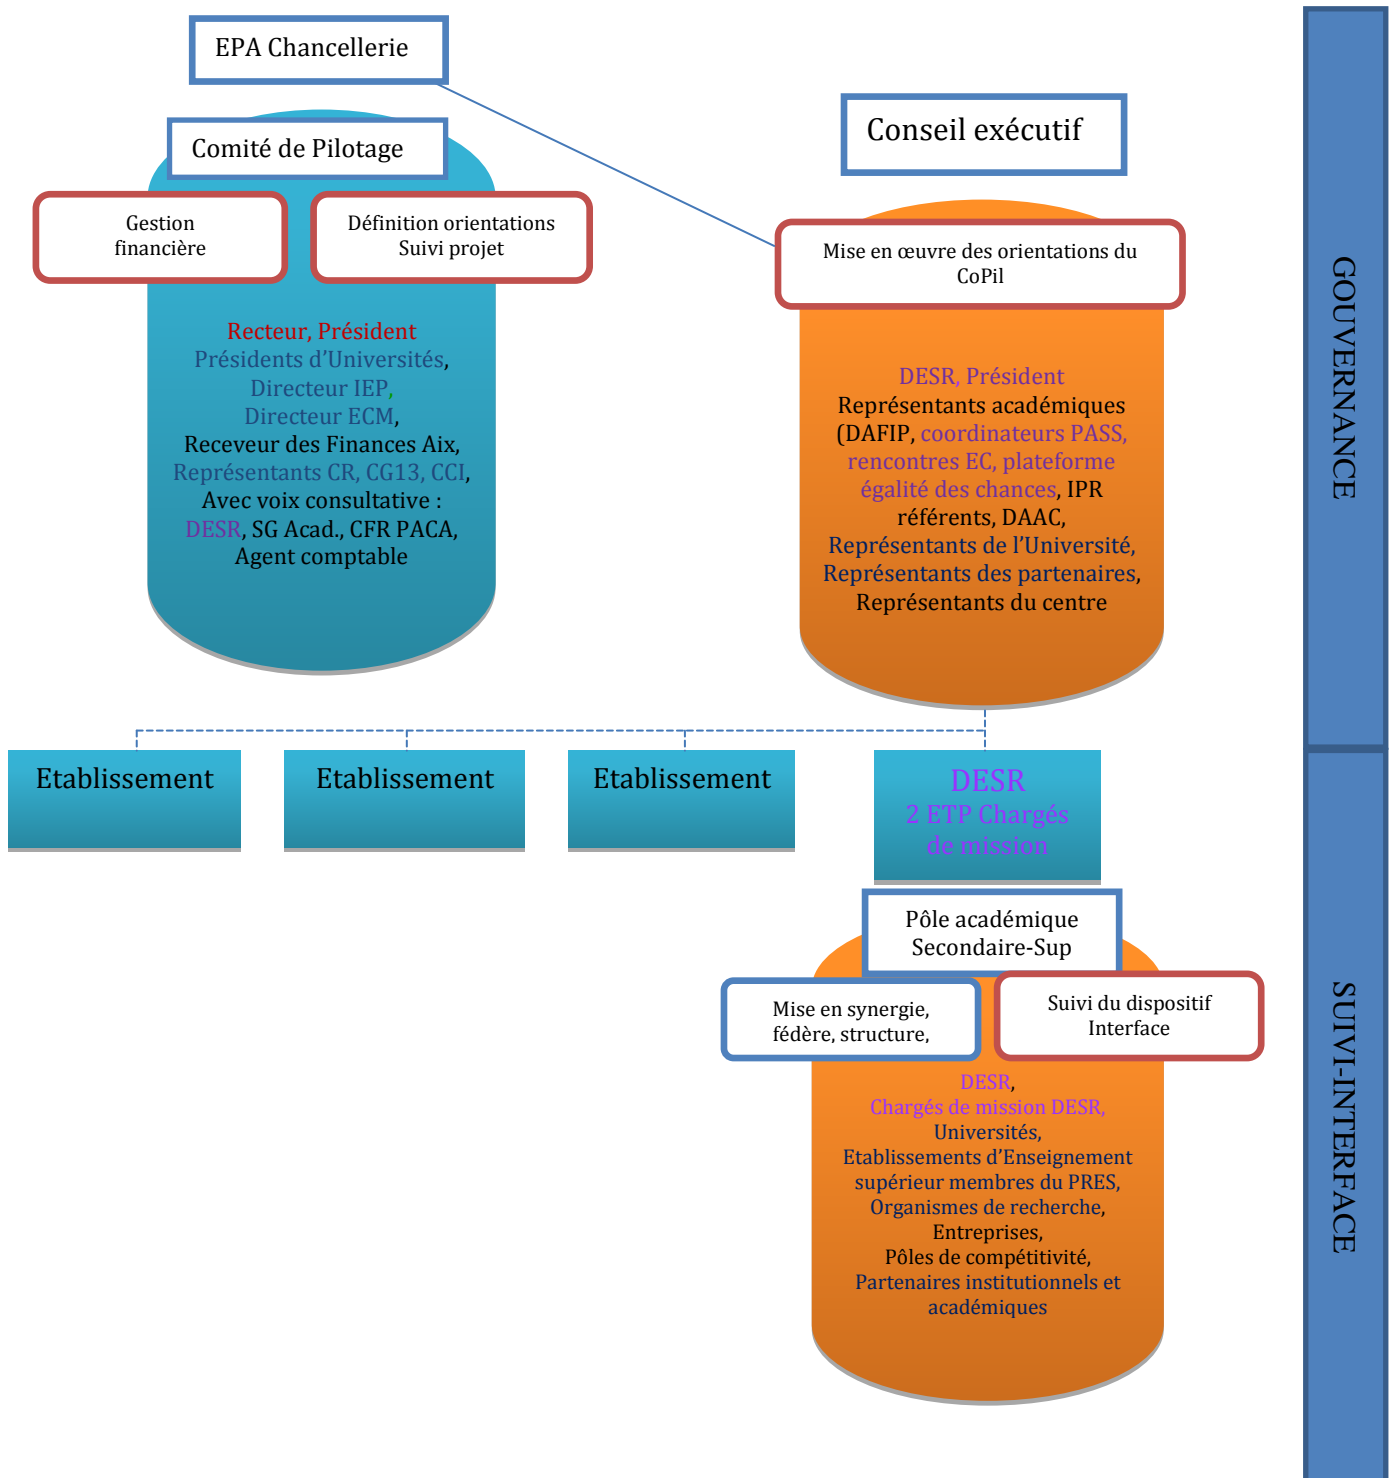 EPA Chancellerie
Comité de Pilotage
Gestion
financière
Définition orientations
Suivi projet
Recteur, Président
Présidents d’Universités,
Directeur IEP,
Directeur ECM,
Receveur des Finances Aix,
Représentants CR, CG13, CCI,
Avec voix consultative :
DESR, SG Acad., CFR PACA,
Agent comptable
Conseil exécutif
Mise en œuvre des orientations du
CoPil
DESR, Président
Représentants académiques
(DAFIP, coordinateurs PASS,
rencontres EC, plateforme
égalité des chances, IPR
référents, DAAC,
Représentants de l’Université,
Représentants des partenaires,
Représentants du centre
GOUVERNANCE
Etablissement
Etablissement
Etablissement
DESR
2 ETP Chargés
de mission
Pôle académique
Secondaire-Sup
Mise en synergie,
fédère, structure,
Suivi du dispositif
Interface
DESR,
Chargés de mission DESR,
Universités,
Etablissements d’Enseignement
supérieur membres du PRES,
Organismes de recherche,
Entreprises,
Pôles de compétitivité,
Partenaires institutionnels et
académiques
SUIVI-INTERFACE